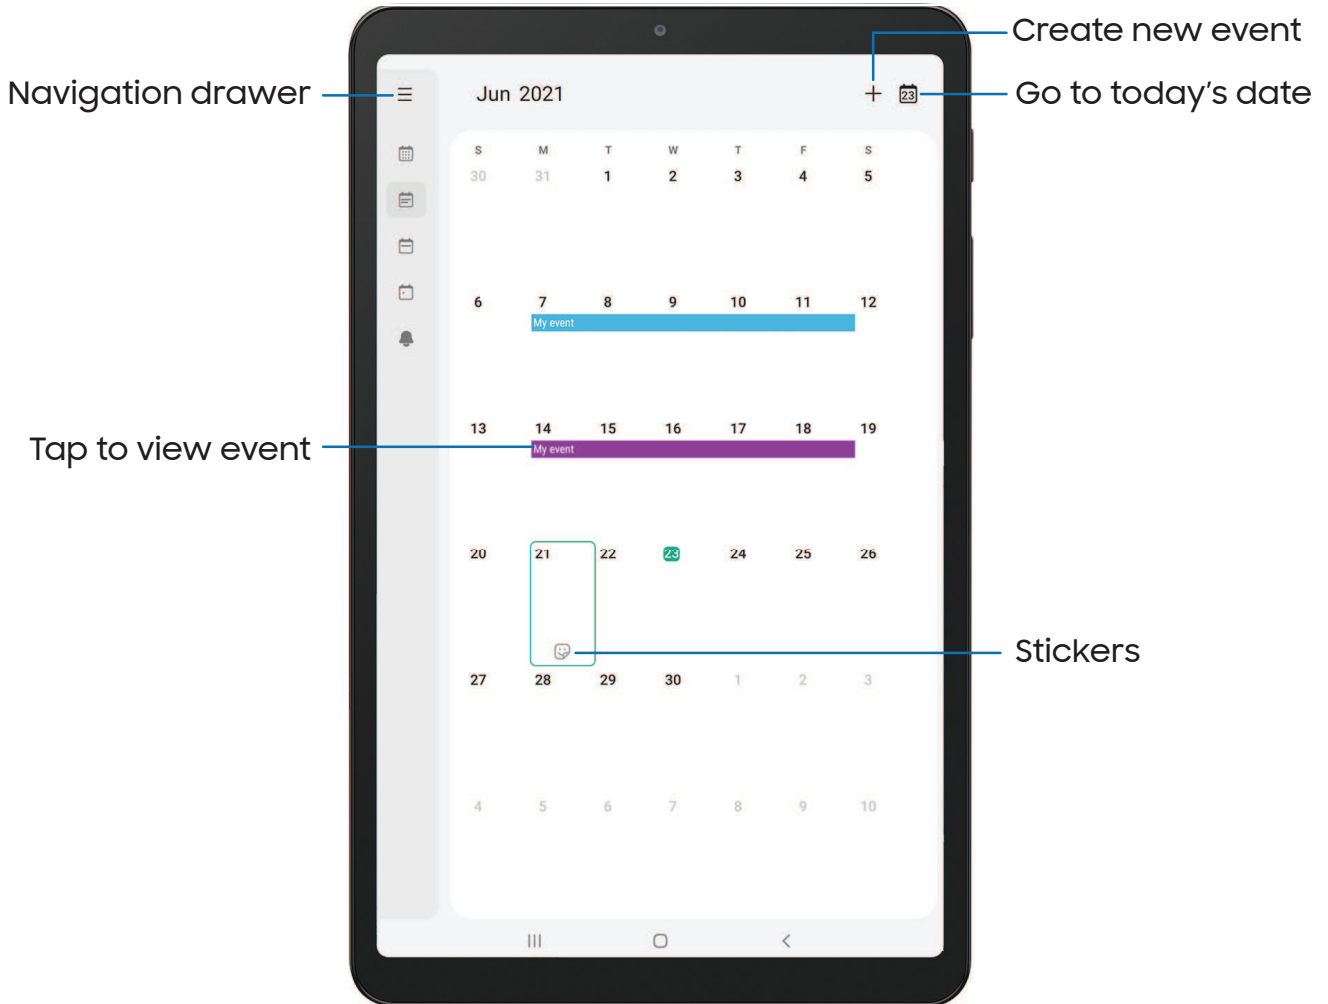 Create new event
Navigation drawer
Jun 2021
23
Go to today's date
S M T W T F S
30 31 1 2 3 4 5
6 7 8 9 10 11 12
My event
13 14 15 16 17 18 19
Tap to view event
My event
20 21 22 23 24 25 26
Stickers
27 28 29 30 1 2 3
4 5 6 7 8 9 10